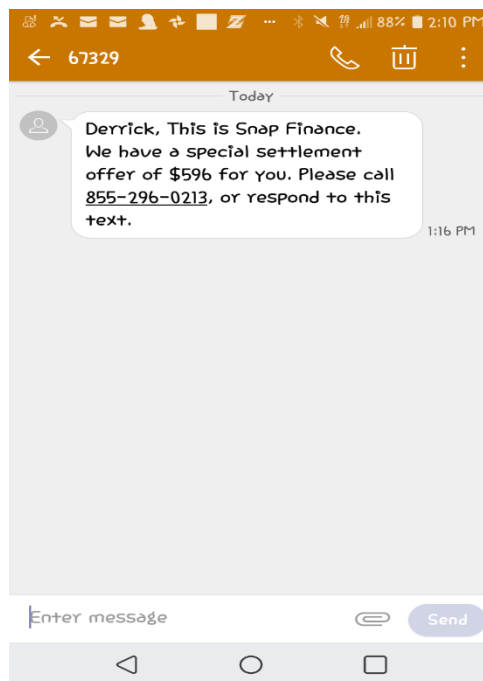 88% 2:10 PM
67329
Today
Derrick, This is Snap Finance.
We have a special settlement
offer of $596 for you. Please call
855-296-0213, or respond to this
text.
1:16 PM
Enter message
Send